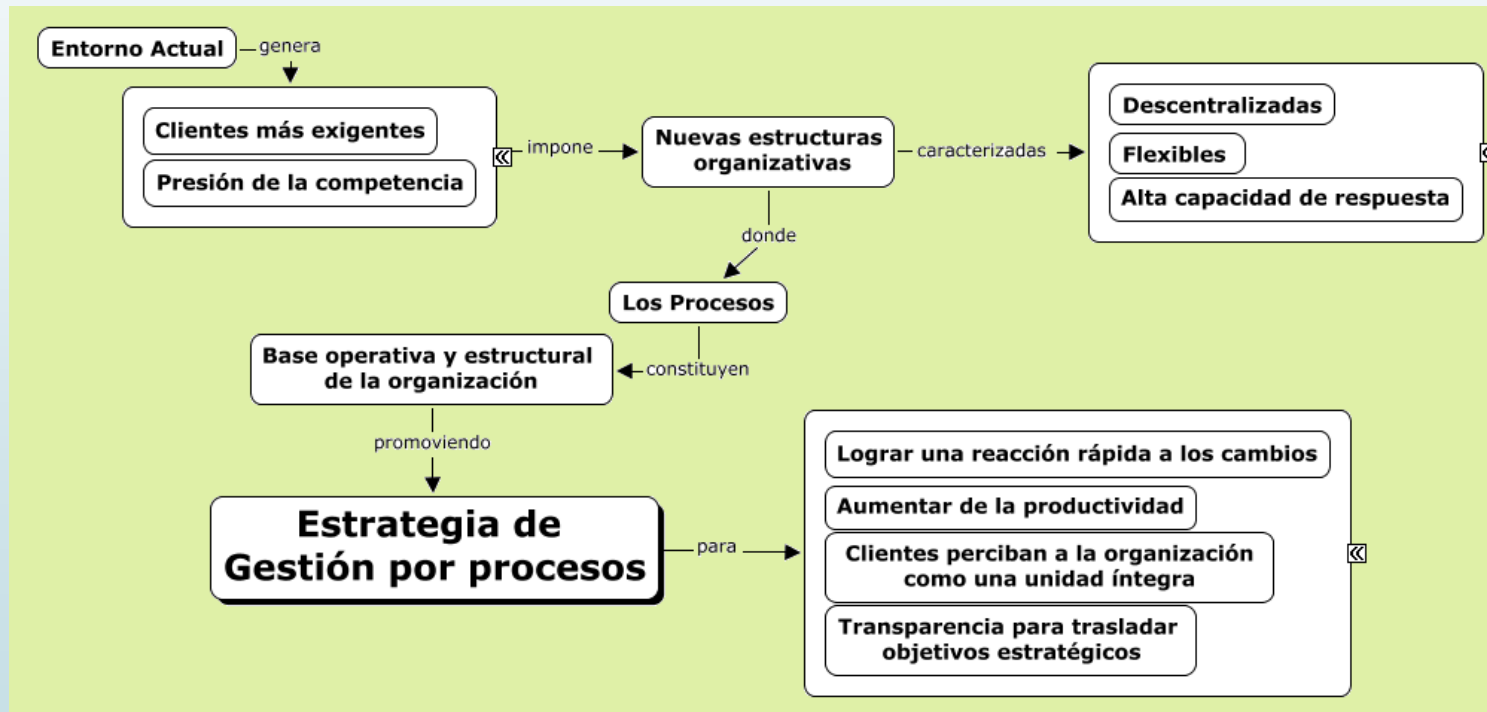 Entorno Actual
genera
Clientes más exigentes
Presión de la competencia
impone
Nuevas estructuras
organizativas
caracterizadas
Descentralizadas
Flexibles
Alta capacidad de respuesta
donde
Los Procesos
constituyen
Base operativa y estructural
de la organización
promoviendo
Estrategia de
Gestión por procesos
para
Lograr una reacción rápida a los cambios
Aumentar de la productividad
Clientes perciban a la organización
como una unidad íntegra
Transparencia para trasladar
objetivos estratégicos